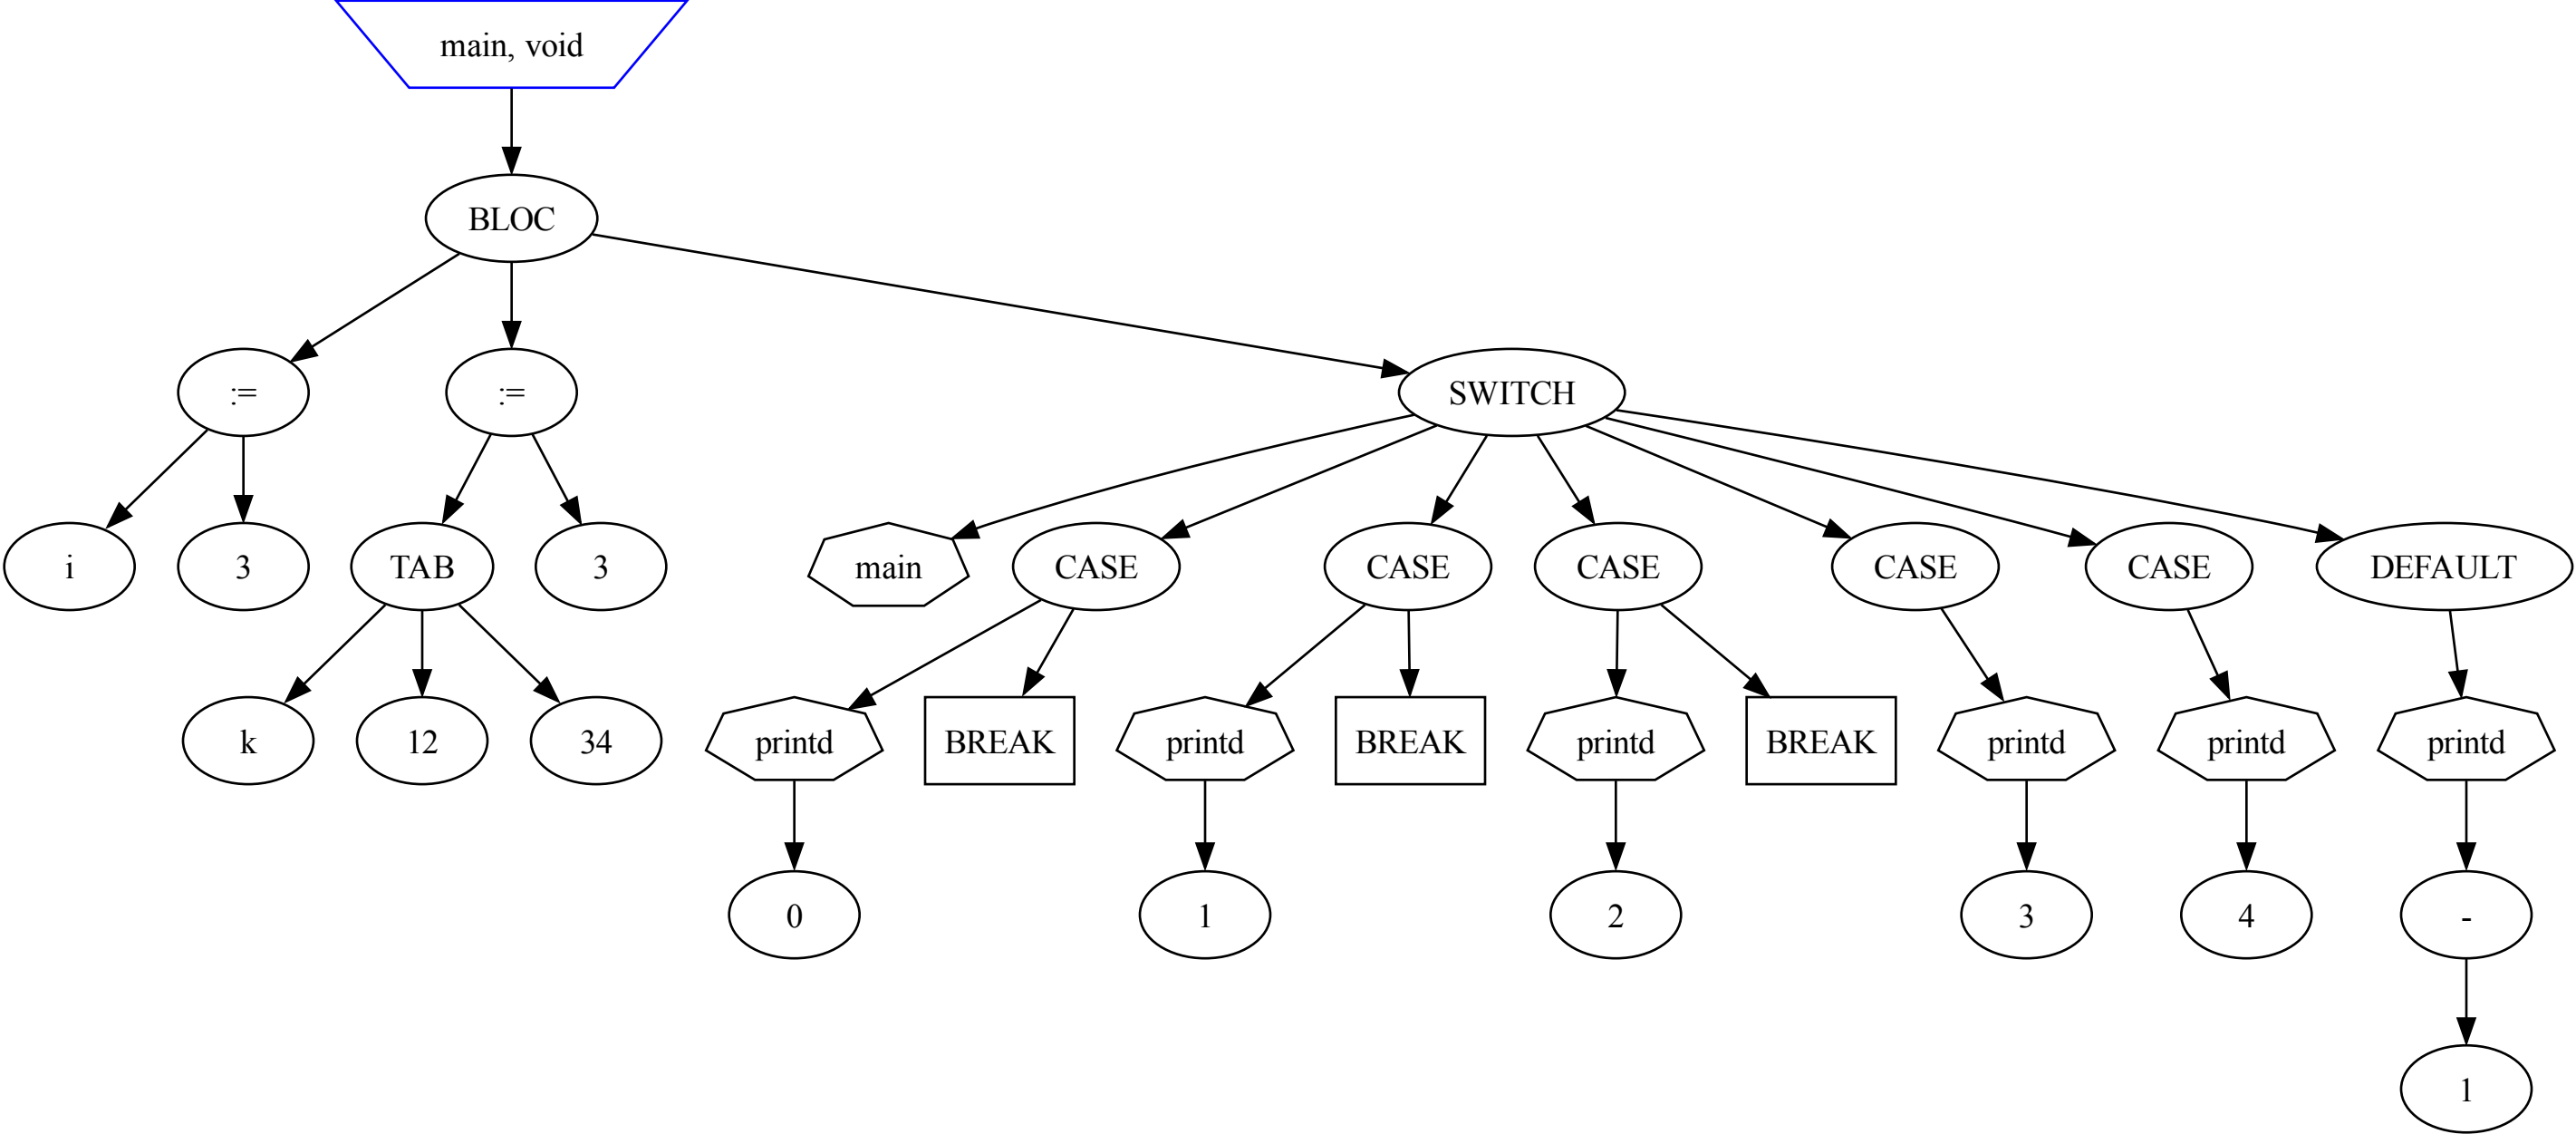 main, void
BLOC
:=
:=
SWITCH
i
3
TAB
3
main
CASE
CASE
CASE
CASE
CASE
DEFAULT
k
12
34
printd
BREAK
printd
BREAK
printd
BREAK
printd
printd
printd
0
1
2
3
4
-
1